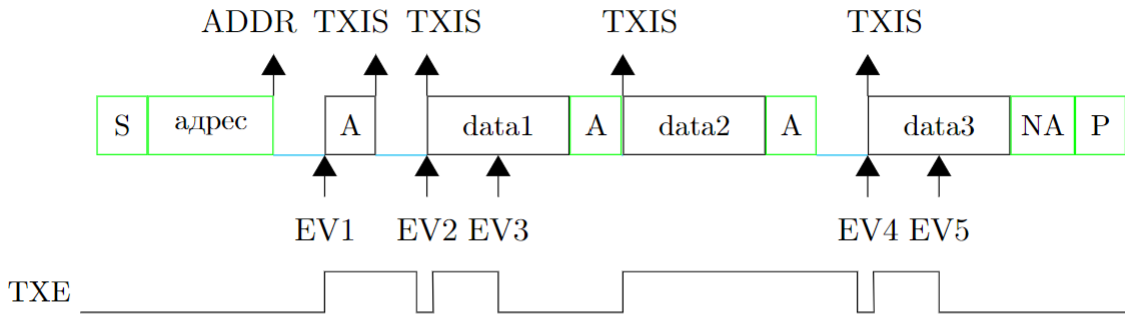 ADDR TXIS TXIS TXIS TXIS
S адрес A data1 A data2 A data3 NA P
EV1 EV2 EV3 EV4 EV5
TXE